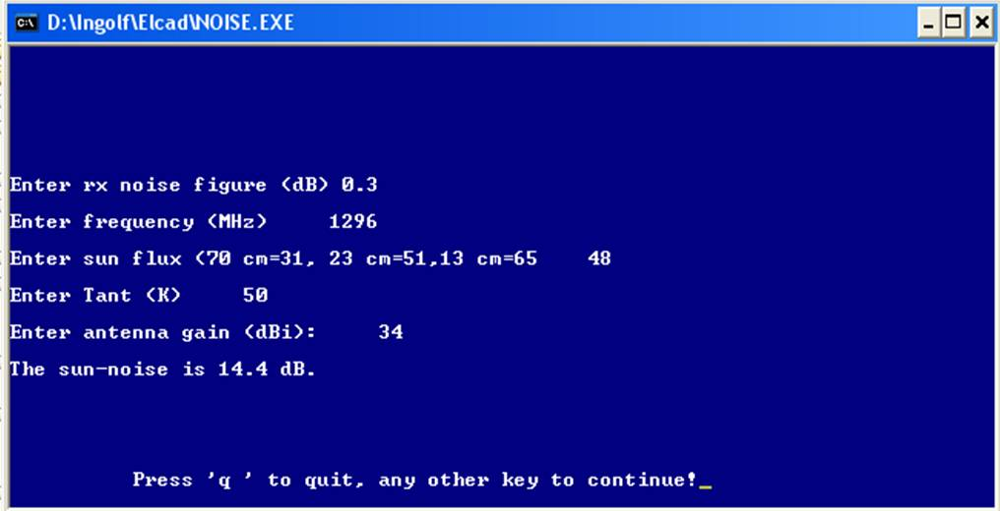 D:\Ingolf\Elcad\NOISE.EXE
Enter rx noise figure (dB) 0.3
Enter frequency (MHz) 1296
Enter sun flux (70 cm=31, 23 cm=51,13 cm=65 48
Enter Tant (K) 50
Enter antenna gain (dBi): 34
The sun-noise is 14.4 dB.
Press 'q ' to quit, any other key to continue!_